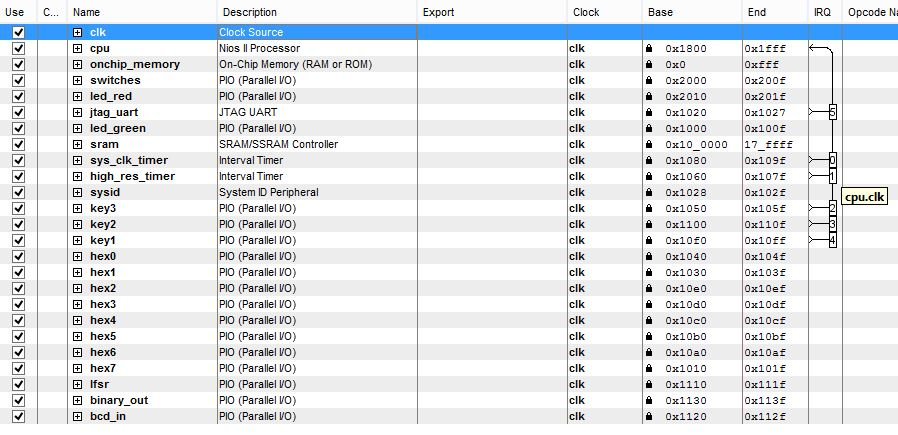 Use C... Name Description Export Clock Base End IRQ Opcode Na
clk Clock Source
cpu Nios II Processor clk 0x1800 0x1fff
onchip_memory On-Chip Memory (RAM or ROM) clk 0x0 0xfff
switches PIO (Parallel I/O) clk 0x2000 0x200f
led_red PIO (Parallel I/O) clk 0x2010 0x201f
jtag_uart JTAG UART clk 0x1020 0x1027 5
led_green PIO (Parallel I/O) clk 0x1000 0x100f
sram SRAM/SSRAM Controller clk 0x10_0000 17_ffff
sys_clk_timer Interval Timer clk 0x1080 0x109f 0
high_res_timer Interval Timer clk 0x1060 0x107f 1
sysid System ID Peripheral clk 0x1028 0x102f
cpu.clk
key3 PIO (Parallel I/O) clk 0x1050 0x105f 2
key2 PIO (Parallel I/O) clk 0x1100 0x110f 3
key1 PIO (Parallel I/O) clk 0x10f0 0x10ff 4
hex0 PIO (Parallel I/O) clk 0x1040 0x104f
hex1 PIO (Parallel I/O) clk 0x1030 0x103f
hex2 PIO (Parallel I/O) clk 0x10e0 0x10ef
hex3 PIO (Parallel I/O) clk 0x10d0 0x10df
hex4 PIO (Parallel I/O) clk 0x10c0 0x10cf
hex5 PIO (Parallel I/O) clk 0x10b0 0x10bf
hex6 PIO (Parallel I/O) clk 0x10a0 0x10af
hex7 PIO (Parallel I/O) clk 0x1010 0x101f
lfsr PIO (Parallel I/O) clk 0x1110 0x111f
binary_out PIO (Parallel I/O) clk 0x1130 0x113f
bcd_in PIO (Parallel I/O) clk 0x1120 0x112f